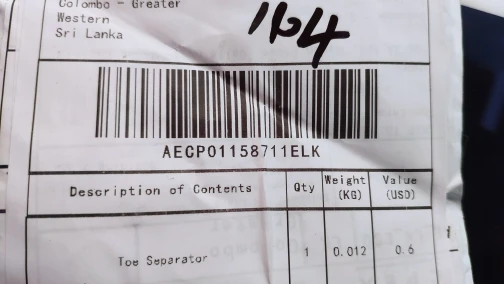 Colombo - Greater
Western
Sri Lanka
164
AECP01158711ELK
Description of Contents Qty Weight (KG) Value (USD)
Toe Separator 1 0.012 0.6